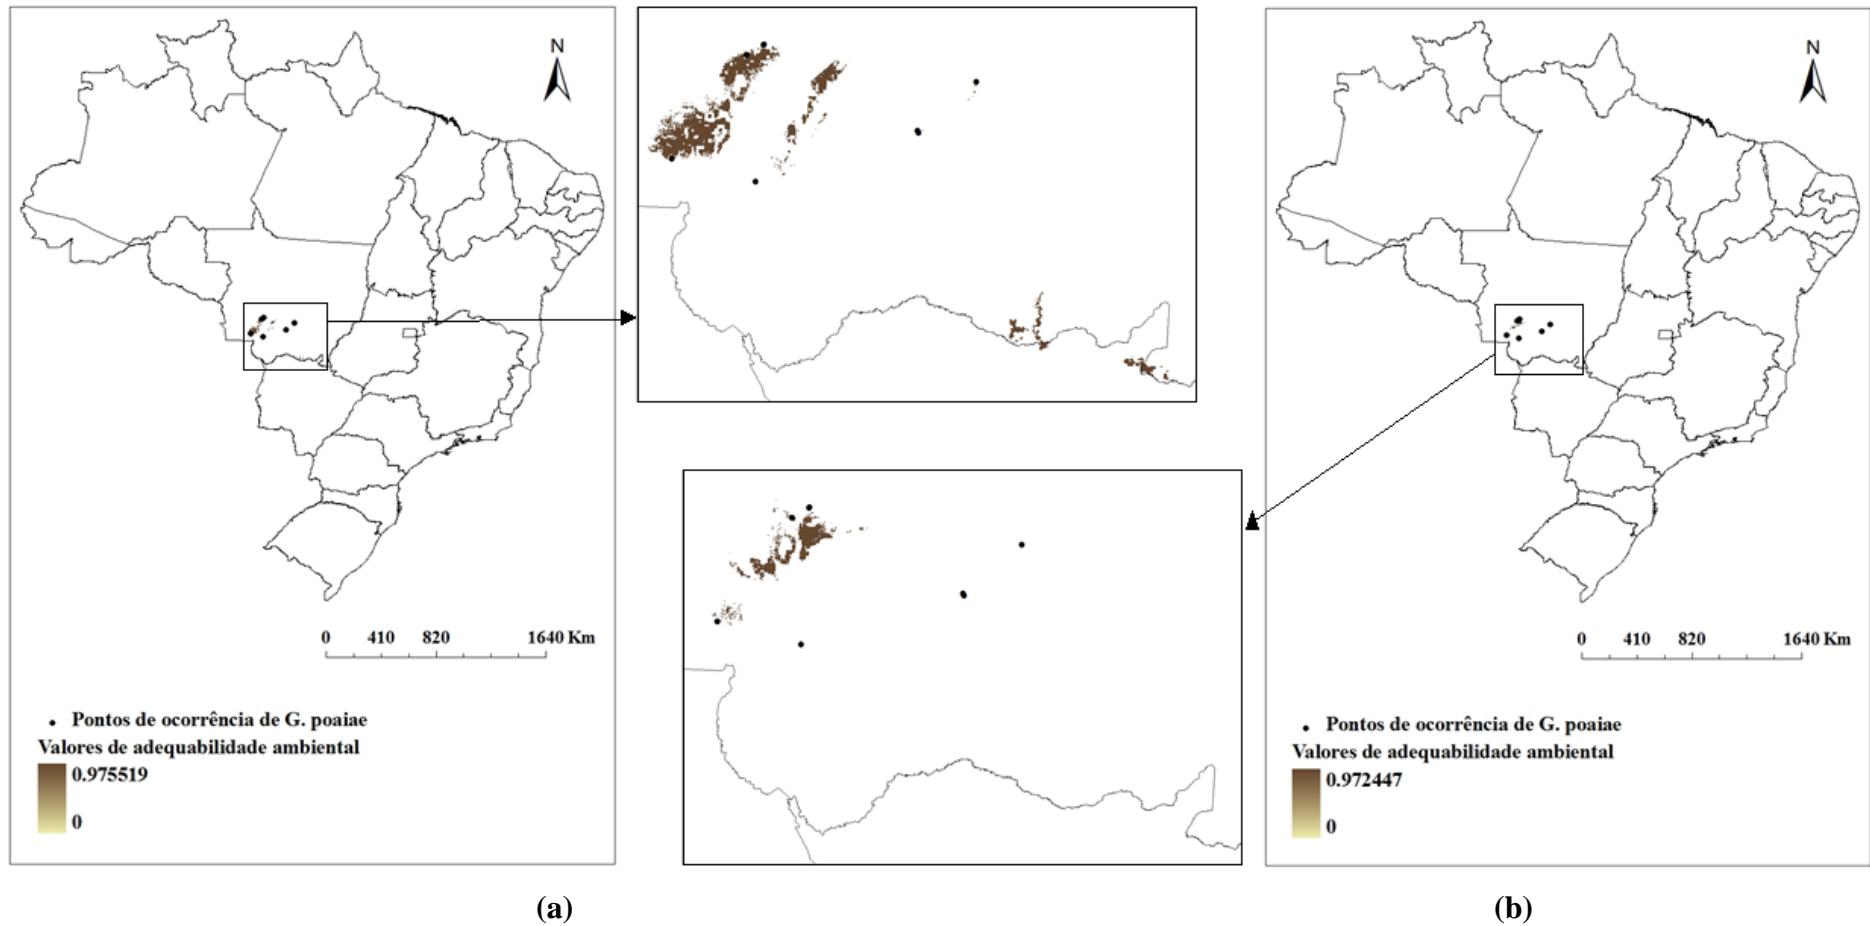 N
0 410 820 1640 Km
Pontos de ocorrência de G. poaiae
Valores de adequabilidade ambiental
0.975519
0
(a)
N
0 410 820 1640 Km
Pontos de ocorrência de G. poaiae
Valores de adequabilidade ambiental
0.972447
0
(b)